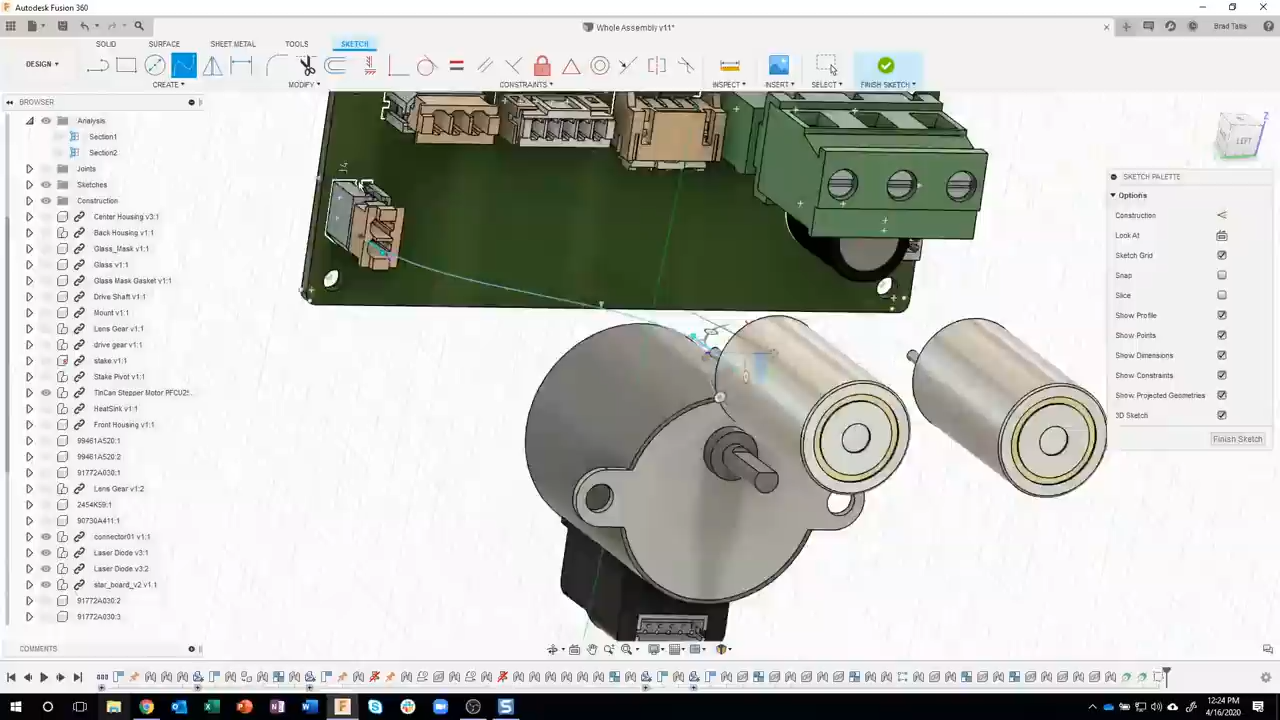 Autodesk Fusion 360
Whole Assembly v11*
Brad Tallis
SOLID SURFACE SHEET METAL TOOLS SKETCH
DESIGN
CREATE MODIFY CONSTRAINTS INSPECT INSERT SELECT FINISH SKETCH
BROWSER
Analysis
Section1
Section2
Joints
Sketches
Construction
Center Housing v3:1
Back Housing v1:1
Glass_Mask v1:1
Glass v1:1
Glass Mask Gasket v1:1
Drive Shaft v1:1
Mount v1:1
Lens Gear v1:1
drive gear v1:1
stake v1:1
Stake Pivot v1:1
TinCan Stepper Motor PFCU25...
HeatSink v1:1
Front Housing v1:1
99461A520:1
99461A520:2
91772A030:1
Lens Gear v1:2
2454K59:1
90730A411:1
connector01 v1:1
Laser Diode v3:1
Laser Diode v3:2
star_board_v2 v1:1
91772A030:2
91772A030:3
COMMENTS
LEFT
Z
SKETCH PALETTE
Options
Construction
Look At
Sketch Grid
Snap
Slice
Show Profile
Show Points
Show Dimensions
Show Constraints
Show Projected Geometries
3D Sketch
Finish Sketch
12:24 PM
4/16/2020